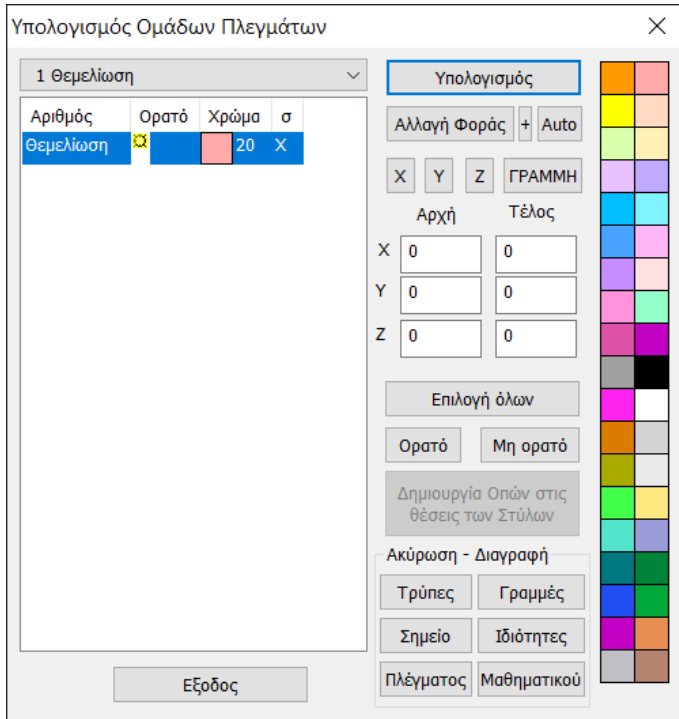 Υπολογισμός Ομάδων Πλεγμάτων
1 Θεμελίωση
Αριθμός Ορατό Χρώμα σ
Θεμελίωση 20 X
Υπολογισμός
Αλλαγή Φοράς + Auto
X Y Z ΓΡΑΜΜΗ
Αρχή Τέλος
X 0 0
Y 0 0
Z 0 0
Επιλογή όλων
Ορατό Μη ορατό
Δημιουργία Οπών στις
θέσεις των Στύλων
Ακύρωση - Διαγραφή
Τρύπες Γραμμές
Σημείο Ιδιότητες
Πλέγματος Μαθηματικού
Εξοδος